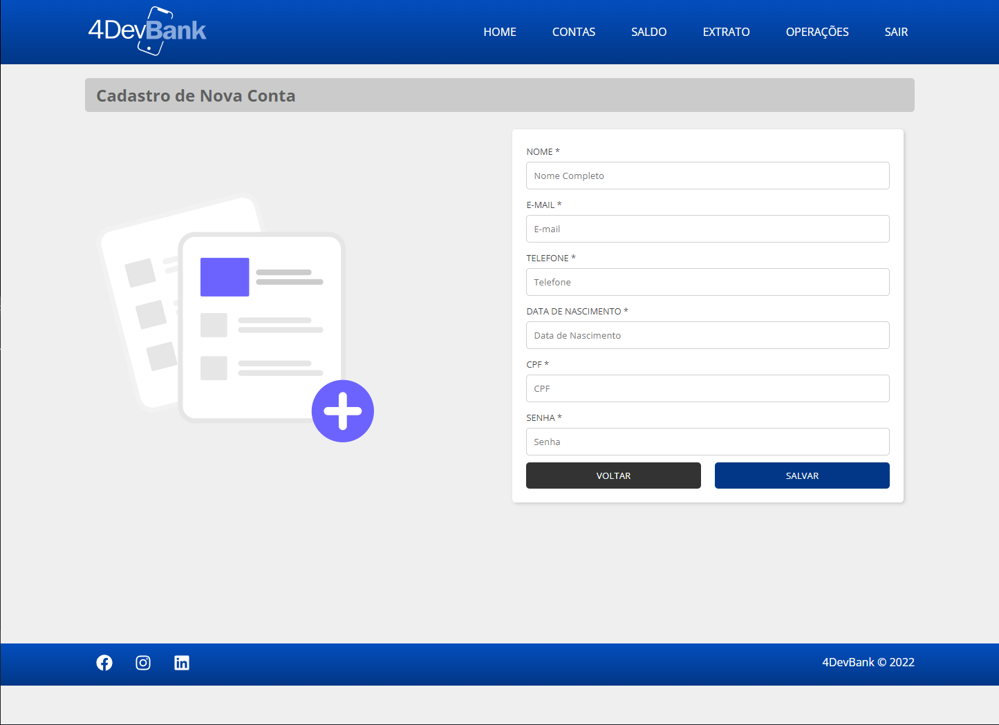 4DevBank
HOME CONTAS SALDO EXTRATO OPERAÇÕES SAIR
Cadastro de Nova Conta
NOME *
Nome Completo
E-MAIL *
E-mail
TELEFONE *
Telefone
DATA DE NASCIMENTO *
Data de Nascimento
CPF *
CPF
SENHA *
Senha
VOLTAR SALVAR
4DevBank © 2022